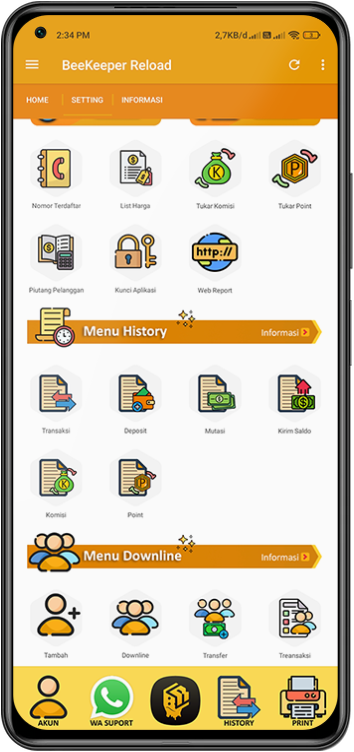 2:34 PM 2,7KB/d
BeeKeeper Reload
HOME SETTING INFORMASI
Nomor Terdaftar List Harga Tukar Komisi Tukar Point
http://
Piutang Pelanggan Kunci Aplikasi Web Report
Menu History Informasi
Transaksi Deposit Mutasi Kirim Saldo
Komisi Point
Menu Downline Informasi
Tambah Downline Transfer Treansaksi
AKUN WA SUPORT HISTORY PRINT